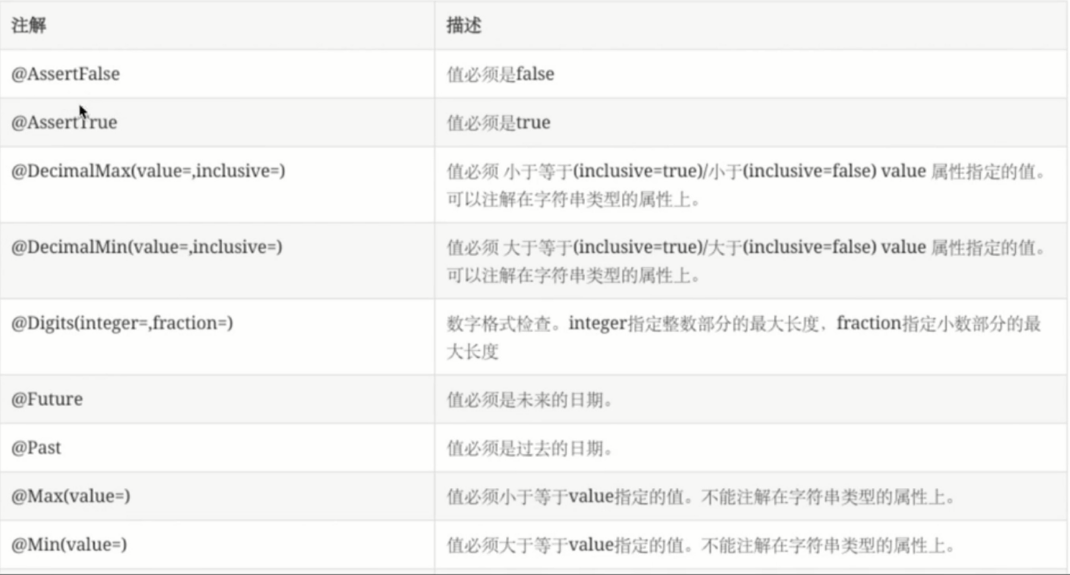 注解 描述
@AssertFalse 值必须是false
@AssertTrue 值必须是true
@DecimalMax(value=,inclusive=) 值必须 小于等于(inclusive=true)/小于(inclusive=false) value 属性指定的值。
可以注解在字符串类型的属性上。
@DecimalMin(value=,inclusive=) 值必须 大于等于(inclusive=true)/大于(inclusive=false) value 属性指定的值。
可以注解在字符串类型的属性上。
@Digits(integer=,fraction=) 数字格式检查。integer指定整数部分的最大长度，fraction指定小数部分的最
大长度
@Future 值必须是未来的日期。
@Past 值必须是过去的日期。
@Max(value=) 值必须小于等于value指定的值。不能注解在字符串类型的属性上。
@Min(value=) 值必须大于等于value指定的值。不能注解在字符串类型的属性上。